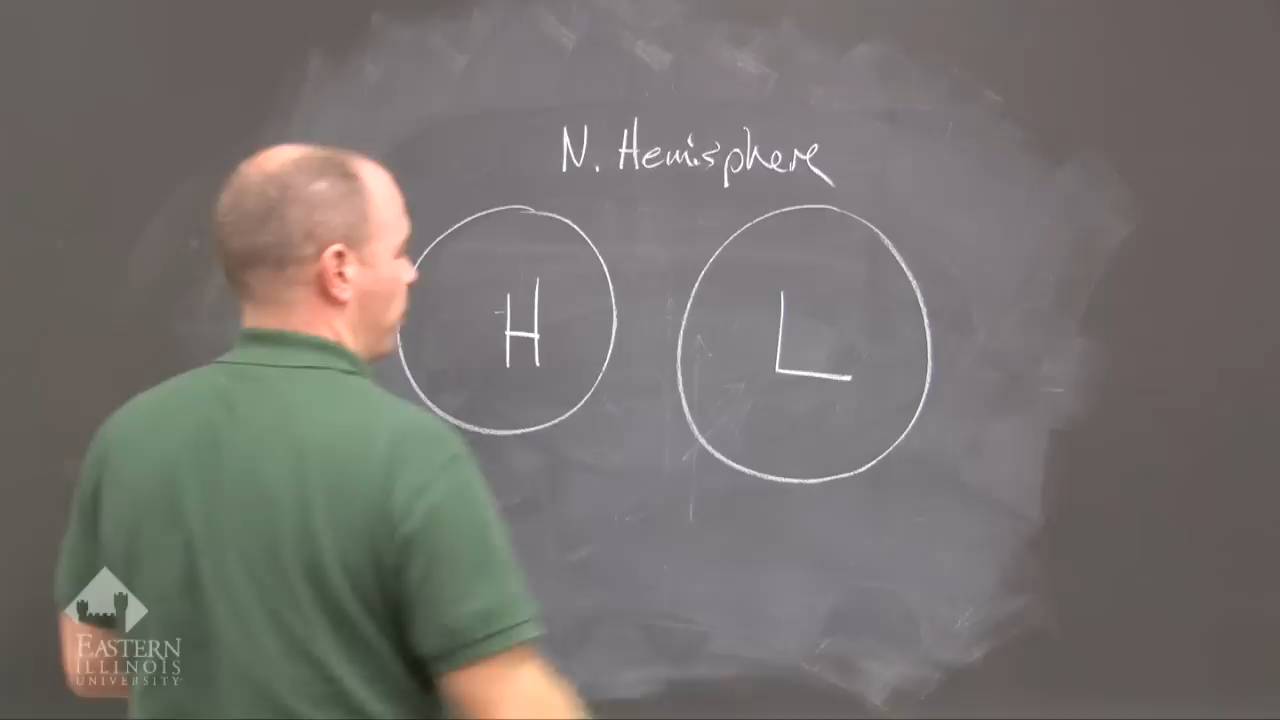 N. Hemisphere
H L
EASTERN
ILLINOIS
UNIVERSITY